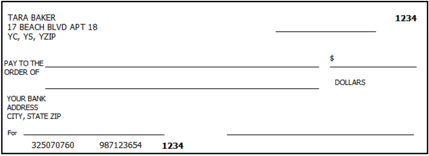 TARA BAKER 1234
17 BEACH BLVD APT 18
YC, YS, YZIP
PAY TO THE
ORDER OF $
DOLLARS
YOUR BANK
ADDRESS
CITY, STATE ZIP
For
325070760 987123654 1234